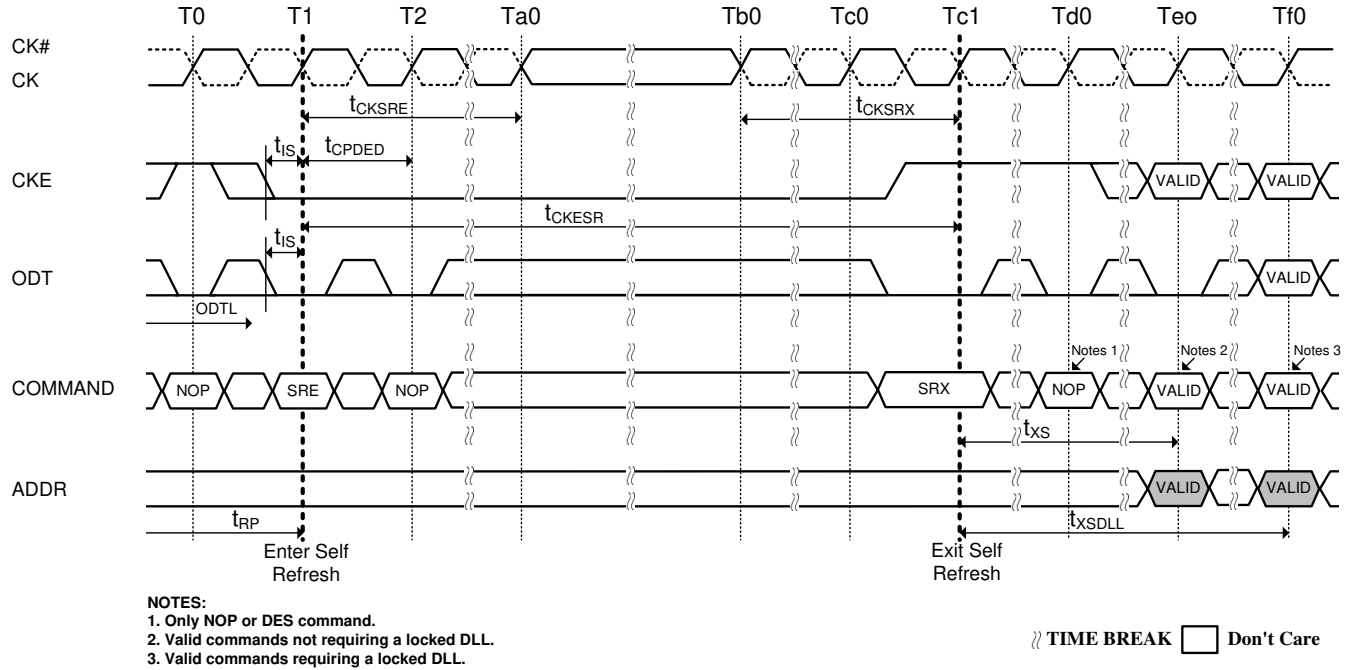 T0 T1 T2 Ta0 Tb0 Tc0 Tc1 Td0 Teo Tf0
CK#
CK
tCKSRE tCKSRX
tIS tCPDED
CKE VALID VALID
tCKESR
tIS
ODT VALID
ODTL
Notes 1 Notes 2 Notes 3
COMMAND NOP SRE NOP SRX NOP VALID VALID
tXS
ADDR VALID VALID
tRP tXSDLL
Enter Self Exit Self
Refresh Refresh
NOTES:
1. Only NOP or DES command.
2. Valid commands not requiring a locked DLL.
3. Valid commands requiring a locked DLL.
TIME BREAK Don't Care